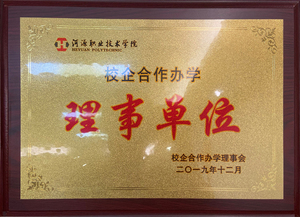 河源职业技术学院
HEYUAN POLYTECHNIC
校企合作办学
理事单位
校企合作办学理事会
二〇一九年十二月